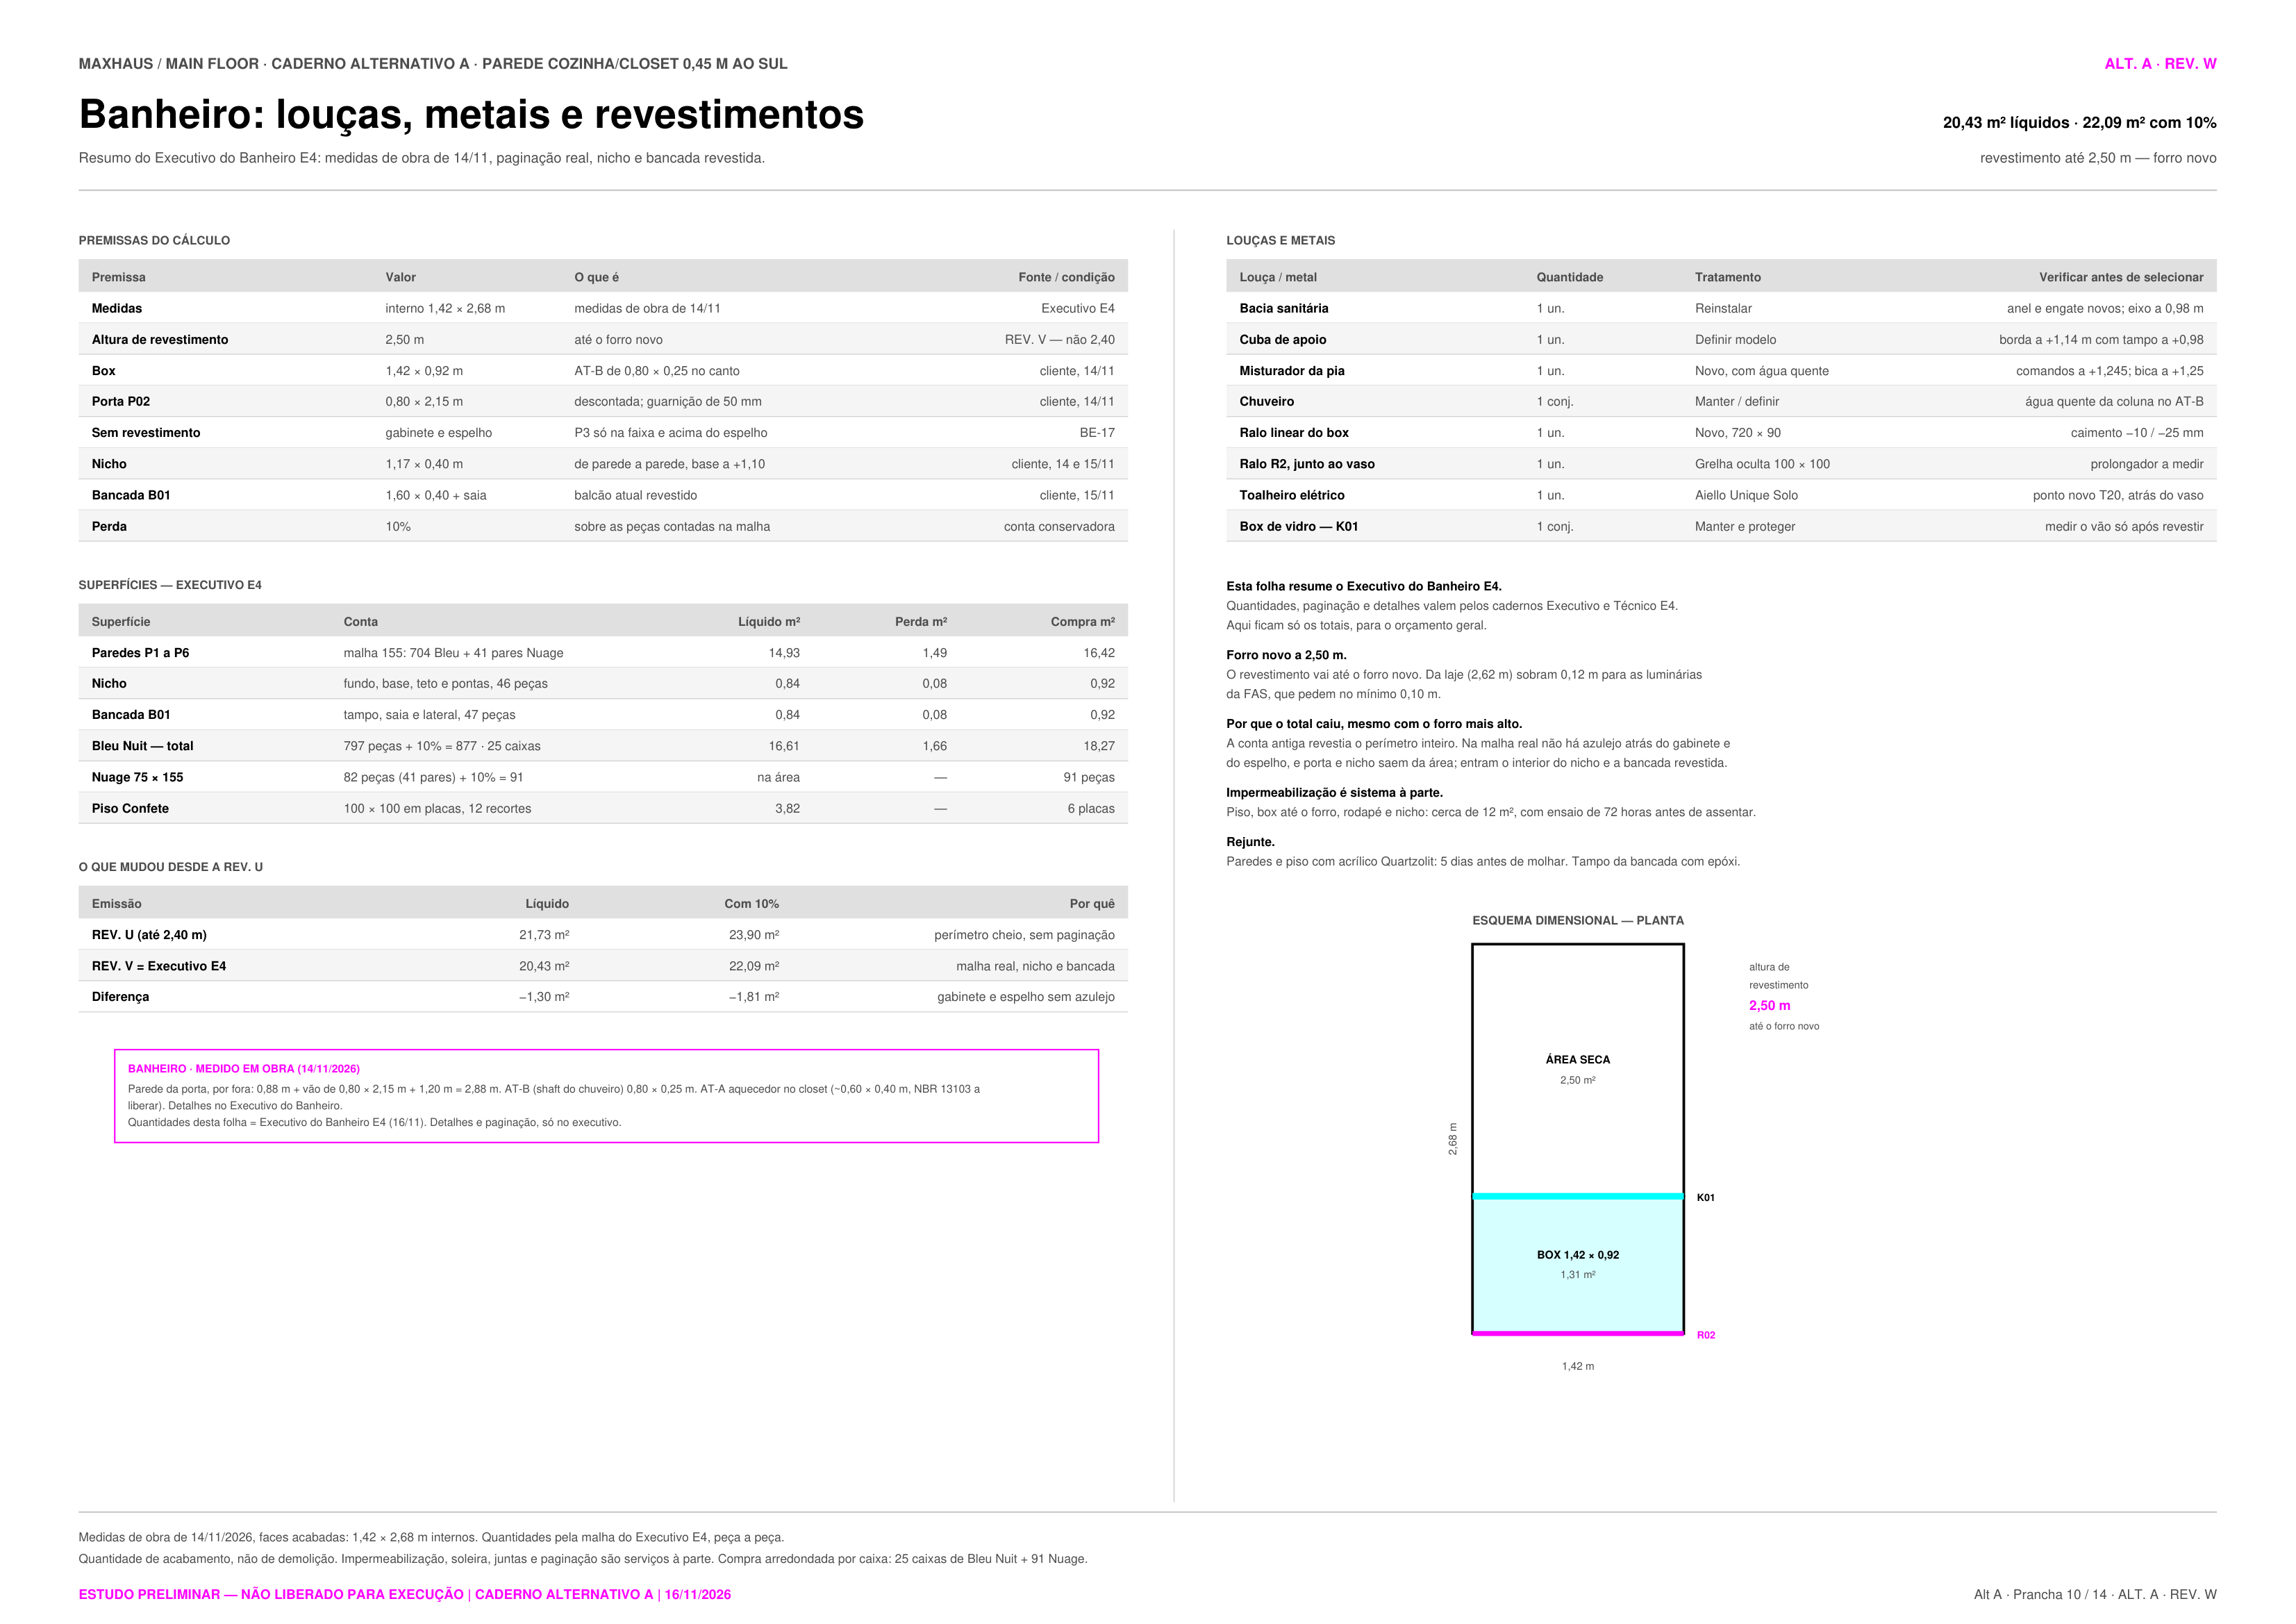 MAXHAUS / MAIN FLOOR · CADERNO ALTERNATIVO A · PAREDE COZINHA/CLOSET 0,45 M AO SUL
ALT. A · REV. W
Banheiro: louças, metais e revestimentos
20,43 m² líquidos · 22,09 m² com 10%
Resumo do Executivo do Banheiro E4: medidas de obra de 14/11, paginação real, nicho e bancada revestida.
revestimento até 2,50 m — forro novo
PREMISSAS DO CÁLCULO
Premissa Valor O que é Fonte / condição
Medidas interno 1,42 × 2,68 m medidas de obra de 14/11 Executivo E4
Altura de revestimento 2,50 m até o forro novo REV. V — não 2,40
Box 1,42 × 0,92 m AT-B de 0,80 × 0,25 no canto cliente, 14/11
Porta P02 0,80 × 2,15 m descontada; guarnição de 50 mm cliente, 14/11
Sem revestimento gabinete e espelho P3 só na faixa e acima do espelho BE-17
Nicho 1,17 × 0,40 m de parede a parede, base a +1,10 cliente, 14 e 15/11
Bancada B01 1,60 × 0,40 + saia balcão atual revestido cliente, 15/11
Perda 10% sobre as peças contadas na malha conta conservadora
SUPERFÍCIES — EXECUTIVO E4
Superfície Conta Líquido m² Perda m² Compra m²
Paredes P1 a P6 malha 155: 704 Bleu + 41 pares Nuage 14,93 1,49 16,42
Nicho fundo, base, teto e pontas, 46 peças 0,84 0,08 0,92
Bancada B01 tampo, saia e lateral, 47 peças 0,84 0,08 0,92
Bleu Nuit — total 797 peças + 10% = 877 · 25 caixas 16,61 1,66 18,27
Nuage 75 × 155 82 peças (41 pares) + 10% = 91 na área — 91 peças
Piso Confete 100 × 100 em placas, 12 recortes 3,82 — 6 placas
O QUE MUDOU DESDE A REV. U
Emissão Líquido Com 10% Por quê
REV. U (até 2,40 m) 21,73 m² 23,90 m² perímetro cheio, sem paginação
REV. V = Executivo E4 20,43 m² 22,09 m² malha real, nicho e bancada
Diferença −1,30 m² −1,81 m² gabinete e espelho sem azulejo
BANHEIRO · MEDIDO EM OBRA (14/11/2026)
Parede da porta, por fora: 0,88 m + vão de 0,80 × 2,15 m + 1,20 m = 2,88 m. AT-B (shaft do chuveiro) 0,80 × 0,25 m. AT-A aquecedor no closet (~0,60 × 0,40 m, NBR 13103 a
liberar). Detalhes no Executivo do Banheiro.
Quantidades desta folha = Executivo do Banheiro E4 (16/11). Detalhes e paginação, só no executivo.
LOUÇAS E METAIS
Louça / metal Quantidade Tratamento Verificar antes de selecionar
Bacia sanitária 1 un. Reinstalar anel e engate novos; eixo a 0,98 m
Cuba de apoio 1 un. Definir modelo borda a +1,14 m com tampo a +0,98
Misturador da pia 1 un. Novo, com água quente comandos a +1,245; bica a +1,25
Chuveiro 1 conj. Manter / definir água quente da coluna no AT-B
Ralo linear do box 1 un. Novo, 720 × 90 caimento −10 / −25 mm
Ralo R2, junto ao vaso 1 un. Grelha oculta 100 × 100 prolongador a medir
Toalheiro elétrico 1 un. Aiello Unique Solo ponto novo T20, atrás do vaso
Box de vidro — K01 1 conj. Manter e proteger medir o vão só após revestir
Esta folha resume o Executivo do Banheiro E4.
Quantidades, paginação e detalhes valem pelos cadernos Executivo e Técnico E4.
Aqui ficam só os totais, para o orçamento geral.
Forro novo a 2,50 m.
O revestimento vai até o forro novo. Da laje (2,62 m) sobram 0,12 m para as luminárias
da FAS, que pedem no mínimo 0,10 m.
Por que o total caiu, mesmo com o forro mais alto.
A conta antiga revestia o perímetro inteiro. Na malha real não há azulejo atrás do gabinete e
do espelho, e porta e nicho saem da área; entram o interior do nicho e a bancada revestida.
Impermeabilização é sistema à parte.
Piso, box até o forro, rodapé e nicho: cerca de 12 m², com ensaio de 72 horas antes de assentar.
Rejunte.
Paredes e piso com acrílico Quartzolit: 5 dias antes de molhar. Tampo da bancada com epóxi.
ESQUEMA DIMENSIONAL — PLANTA
altura de
revestimento
2,50 m
até o forro novo
ÁREA SECA
2,50 m²
2,68 m
K01
BOX 1,42 × 0,92
1,31 m²
R02
1,42 m
Medidas de obra de 14/11/2026, faces acabadas: 1,42 × 2,68 m internos. Quantidades pela malha do Executivo E4, peça a peça.
Quantidade de acabamento, não de demolição. Impermeabilização, soleira, juntas e paginação são serviços à parte. Compra arredondada por caixa: 25 caixas de Bleu Nuit + 91 Nuage.
ESTUDO PRELIMINAR — NÃO LIBERADO PARA EXECUÇÃO | CADERNO ALTERNATIVO A | 16/11/2026
Alt A · Prancha 10 / 14 · ALT. A · REV. W